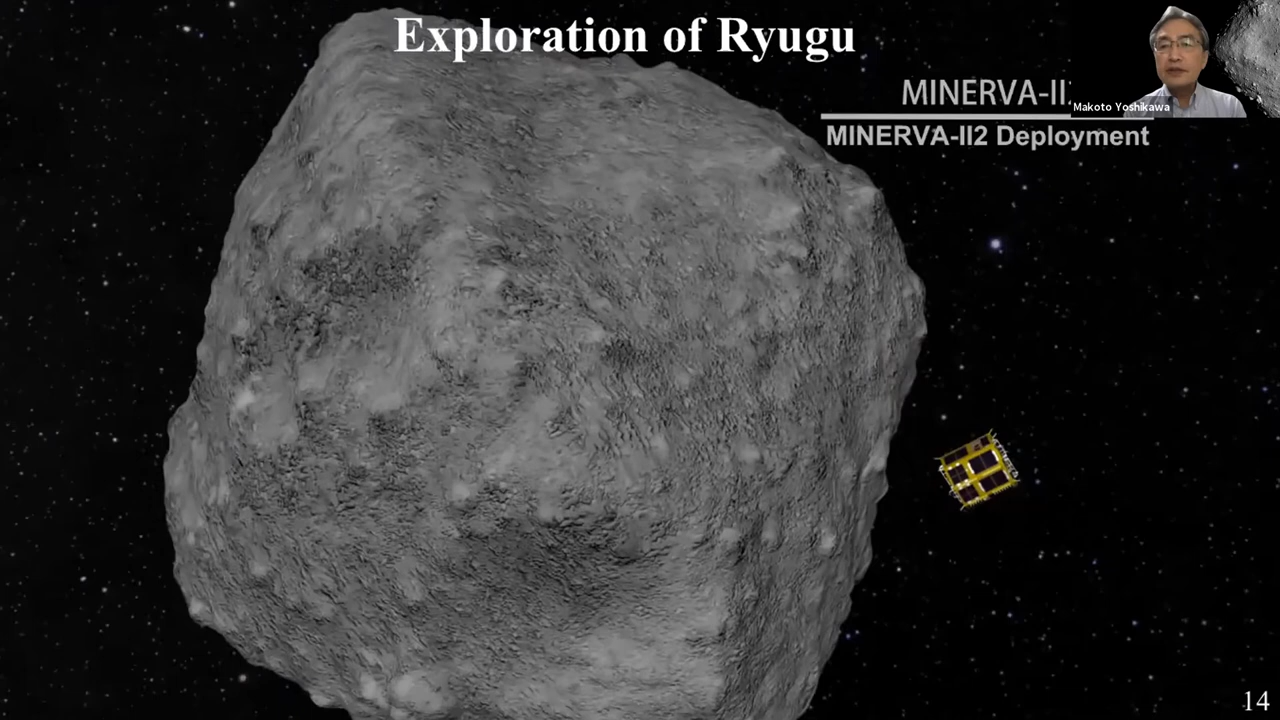 Exploration of Ryugu
MINERVA-II
Makoto Yoshikawa
MINERVA-II2 Deployment
14